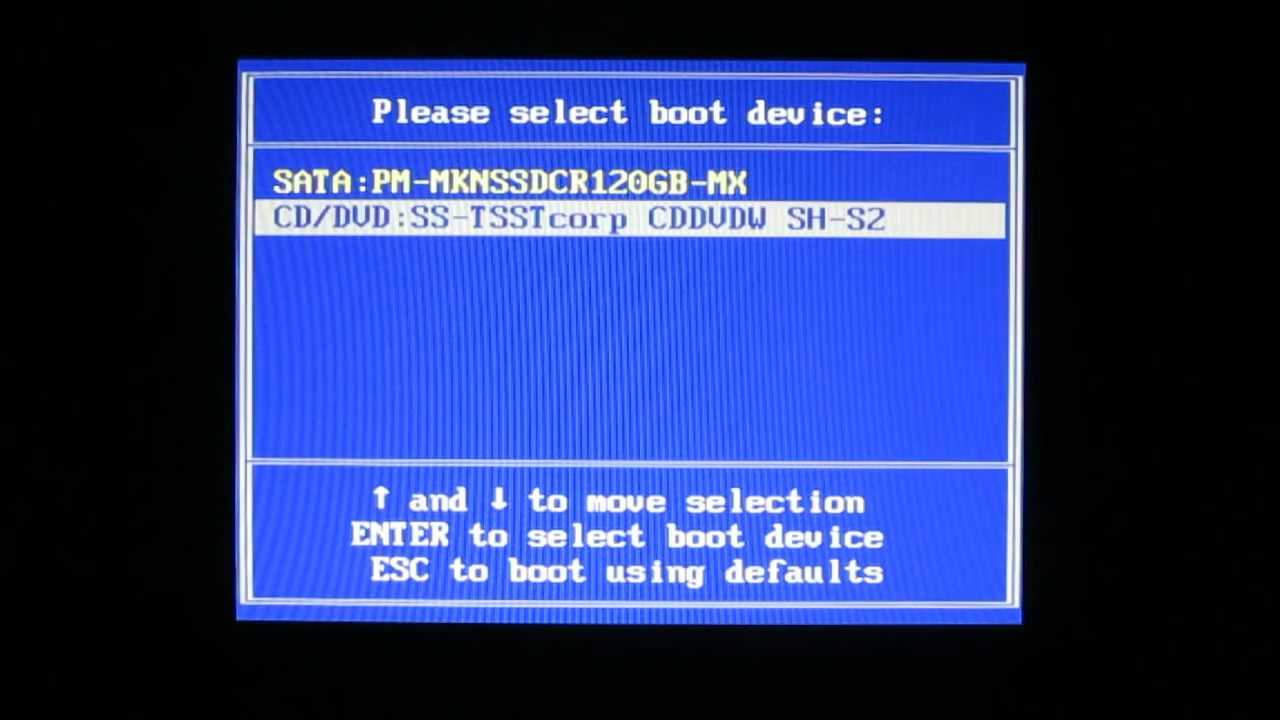 Please select boot device:
SATA:PM-MKNSSDCR120GB-MX
CD/DVD:SS-TSSTcorp CDDVDW SH-S2
↑ and ↓ to move selection
ENTER to select boot device
ESC to boot using defaults